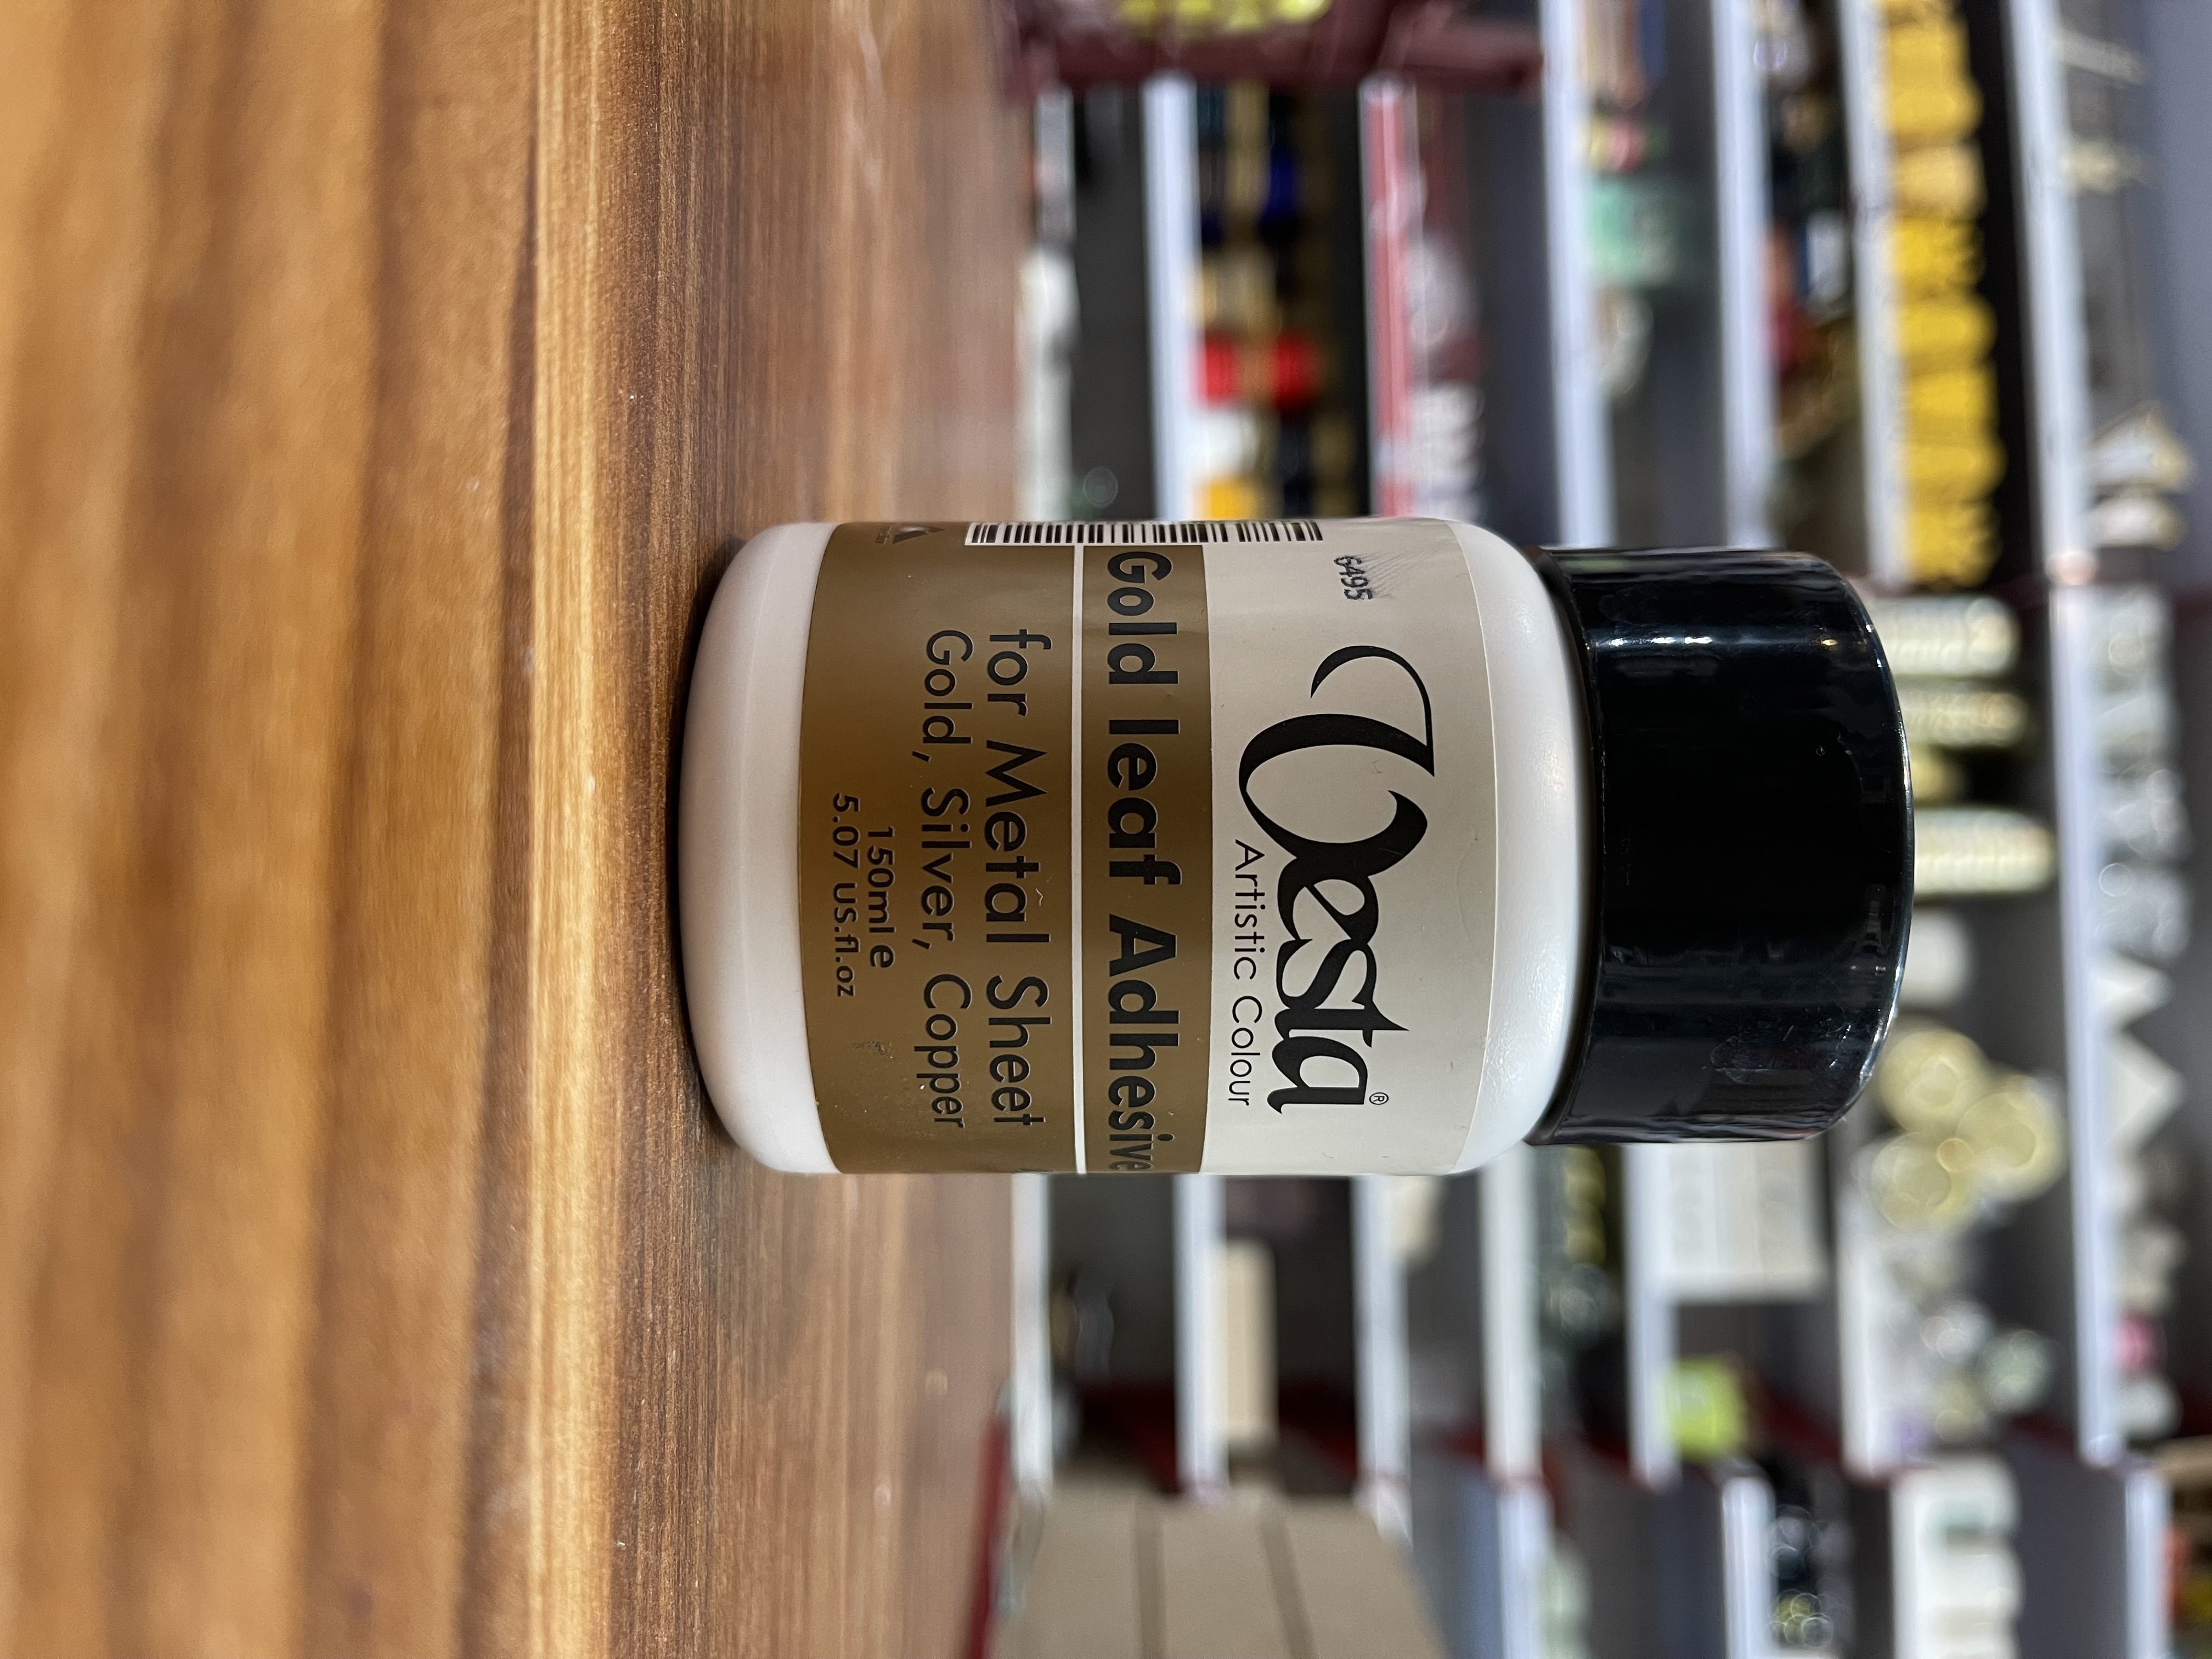 6495
Vesta®
Artistic Colour
Gold leaf Adhesive
for Metal Sheet
Gold, Silver, Copper
150ml e
5.07 US.fl.oz